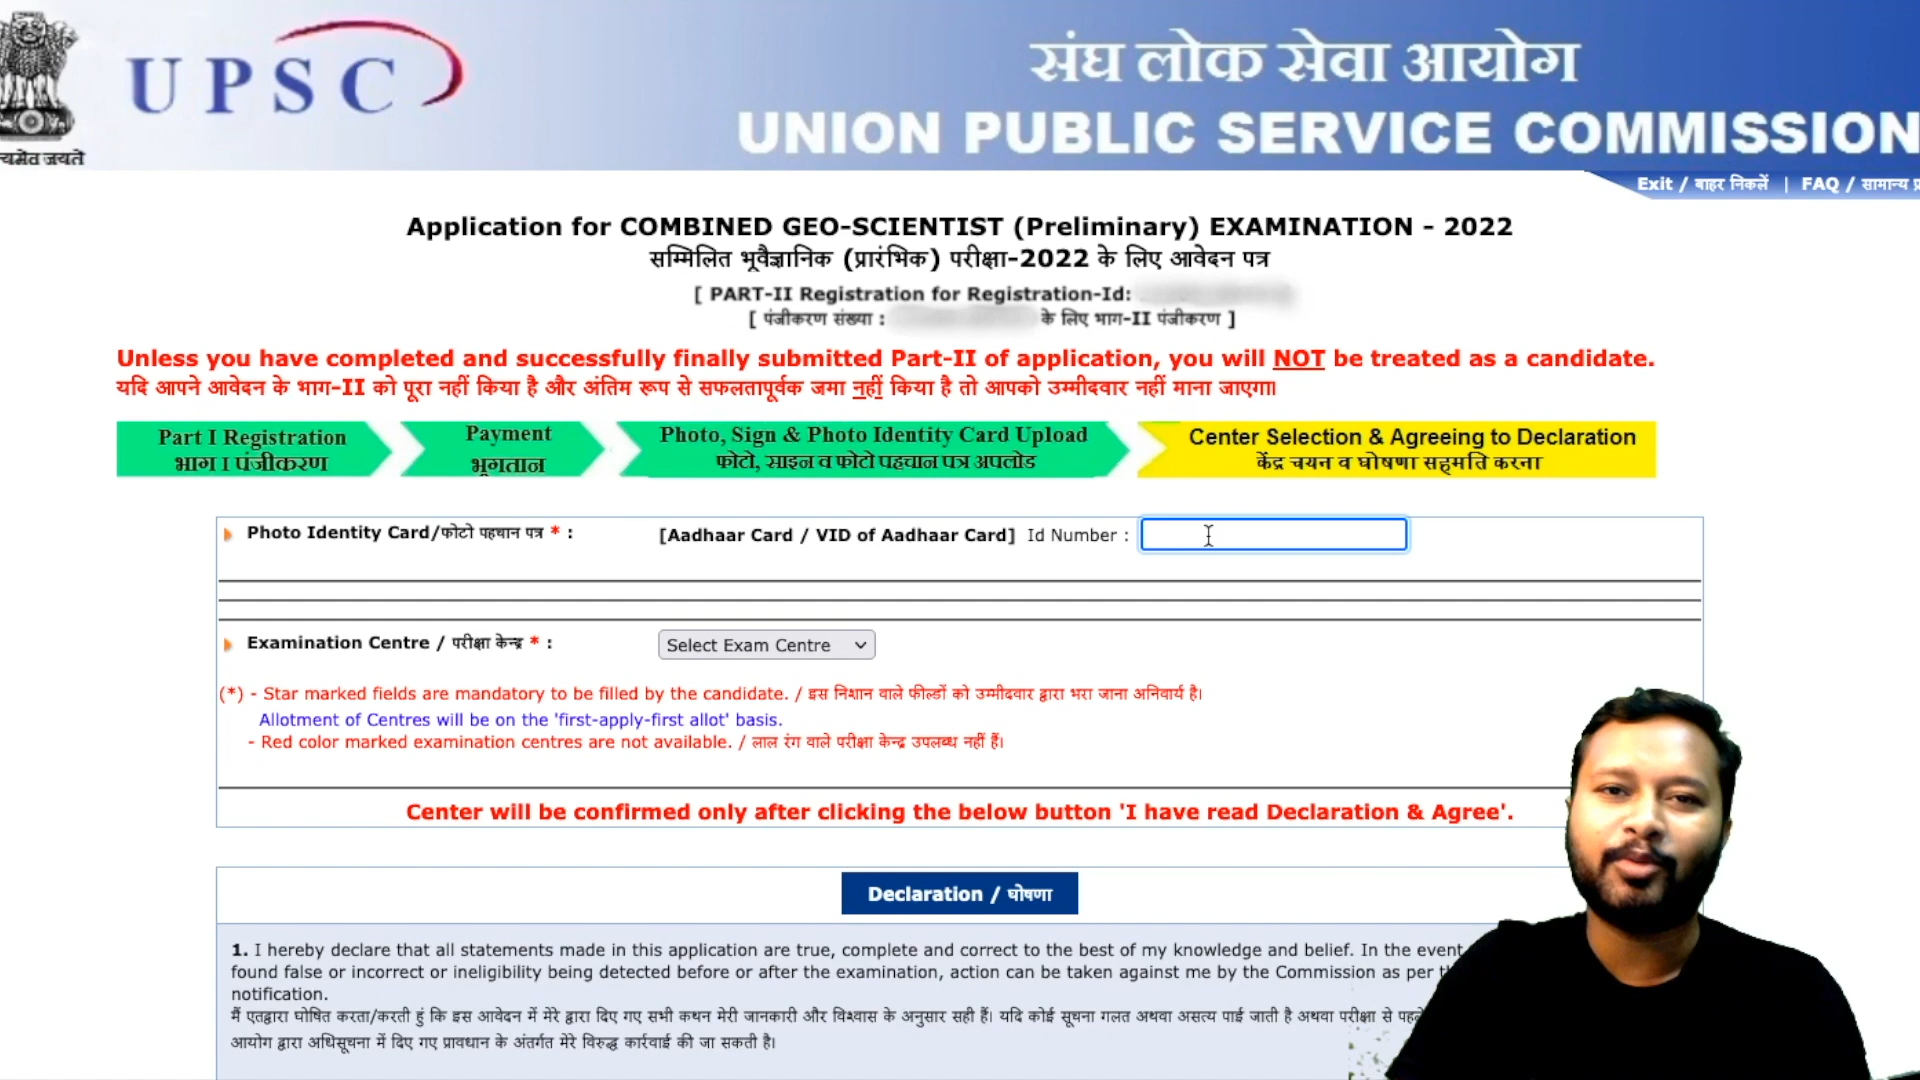 UPSC
संघ लोक सेवा आयोग
UNION PUBLIC SERVICE COMMISSION
जयते
Exit / बाहर निकलें | FAQ / सामान्य
Application for COMBINED GEO-SCIENTIST (Preliminary) EXAMINATION - 2022
सम्मिलित भूवैज्ञानिक (प्रारंभिक) परीक्षा-2022 के लिए आवेदन पत्र
[ PART-II Registration for Registration-Id:
[ पंजीकरण संख्या : के लिए भाग-II पंजीकरण ]
Unless you have completed and successfully finally submitted Part-II of application, you will NOT be treated as a candidate.
यदि आपने आवेदन के भाग-II को पूरा नहीं किया है और अंतिम रूप से सफलतापूर्वक जमा नहीं किया है तो आपको उम्मीदवार नहीं माना जाएगा।
Part I Registration
भाग I पंजीकरण
Payment
भुगतान
Photo, Sign & Photo Identity Card Upload
फोटो, साइन व फोटो पहचान पत्र अपलोड
Center Selection & Agreeing to Declaration
केंद्र चयन व घोषणा सहमति करना
Photo Identity Card/फोटो पहचान पत्र * : [Aadhaar Card / VID of Aadhaar Card] Id Number :
Examination Centre / परीक्षा केन्द्र * : Select Exam Centre
(*) - Star marked fields are mandatory to be filled by the candidate. / इस निशान वाले फील्डों को उम्मीदवार द्वारा भरा जाना अनिवार्य है।
Allotment of Centres will be on the 'first-apply-first allot' basis.
- Red color marked examination centres are not available. / लाल रंग वाले परीक्षा केन्द्र उपलब्ध नहीं हैं।
Center will be confirmed only after clicking the below button 'I have read Declaration & Agree'.
Declaration / घोषणा
1. I hereby declare that all statements made in this application are true, complete and correct to the best of my knowledge and belief. In the event
found false or incorrect or ineligibility being detected before or after the examination, action can be taken against me by the Commission as per
notification.
मैं एतद्वारा घोषित करता/करती हुं कि इस आवेदन में मेरे द्वारा दिए गए सभी कथन मेरी जानकारी और विश्वास के अनुसार सही हैं। यदि कोई सूचना गलत अथवा असत्य पाई जाती है अथवा परीक्षा से
आयोग द्वारा अधिसूचना में दिए गए प्रावधान के अंतर्गत मेरे विरुद्ध कार्रवाई की जा सकती है।